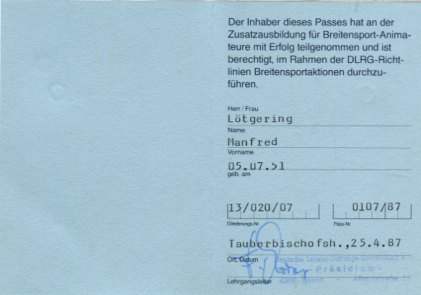 Der Inhaber dieses Passes hat an der
Zusatzausbildung für Breitensport-Anima-
teure mit Erfolg teilgenommen und ist
berechtigt, im Rahmen der DLRG-Richt-
linien Breitensportaktionen durchzu-
führen.
Herr / Frau
Lötgering
Name
Manfred
Vorname
05.07.51
geb. am
13/020/07 0107/87
Gliederungs-Nr. Pass-Nr.
Tauberbischofsh.,25.4.87
Ort, Datum
- Präsidium -
Lehrgangsleiter